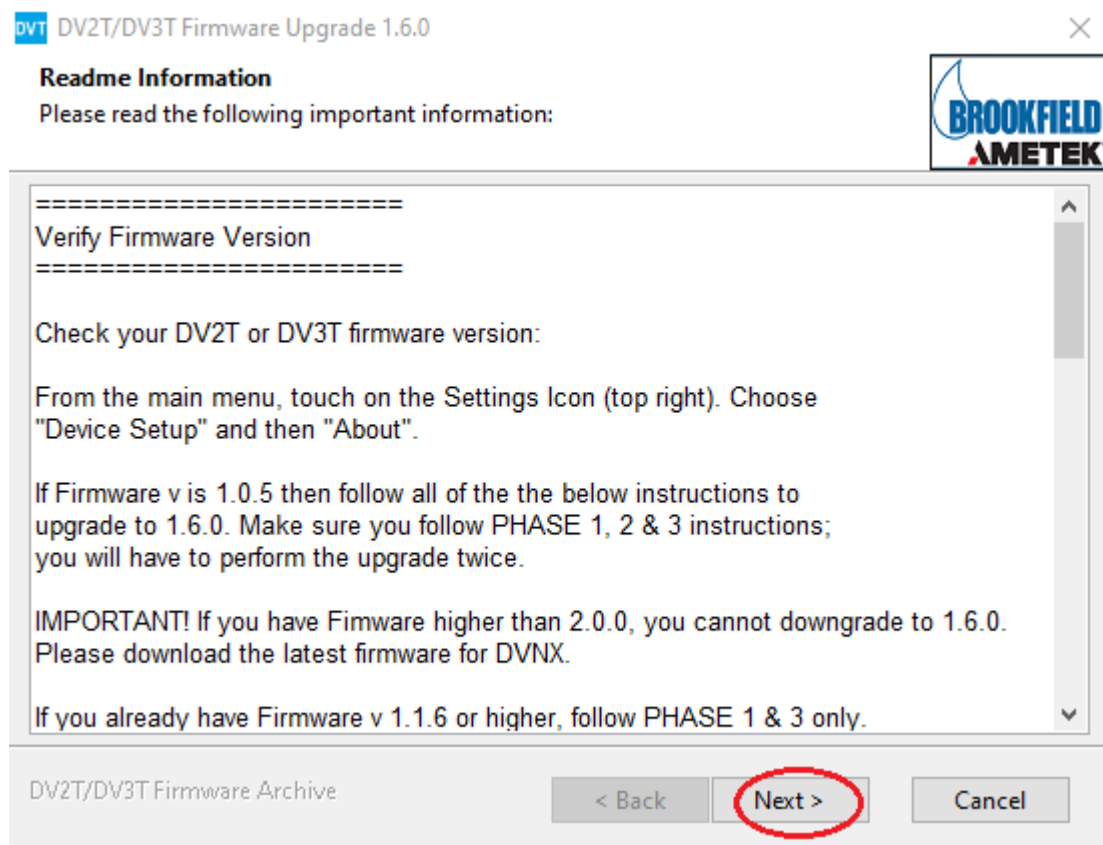 DVT DV2T/DV3T Firmware Upgrade 1.6.0
Readme Information
Please read the following important information:
BROOKFIELD
AMETEK
=======================
Verify Firmware Version
=======================
Check your DV2T or DV3T firmware version:
From the main menu, touch on the Settings Icon (top right). Choose
"Device Setup" and then "About".
If Firmware v is 1.0.5 then follow all of the the below instructions to
upgrade to 1.6.0. Make sure you follow PHASE 1, 2 & 3 instructions;
you will have to perform the upgrade twice.
IMPORTANT! If you have Fimware higher than 2.0.0, you cannot downgrade to 1.6.0.
Please download the latest firmware for DVNX.
If you already have Firmware v 1.1.6 or higher, follow PHASE 1 & 3 only.
DV2T/DV3T Firmware Archive
< Back Next > Cancel